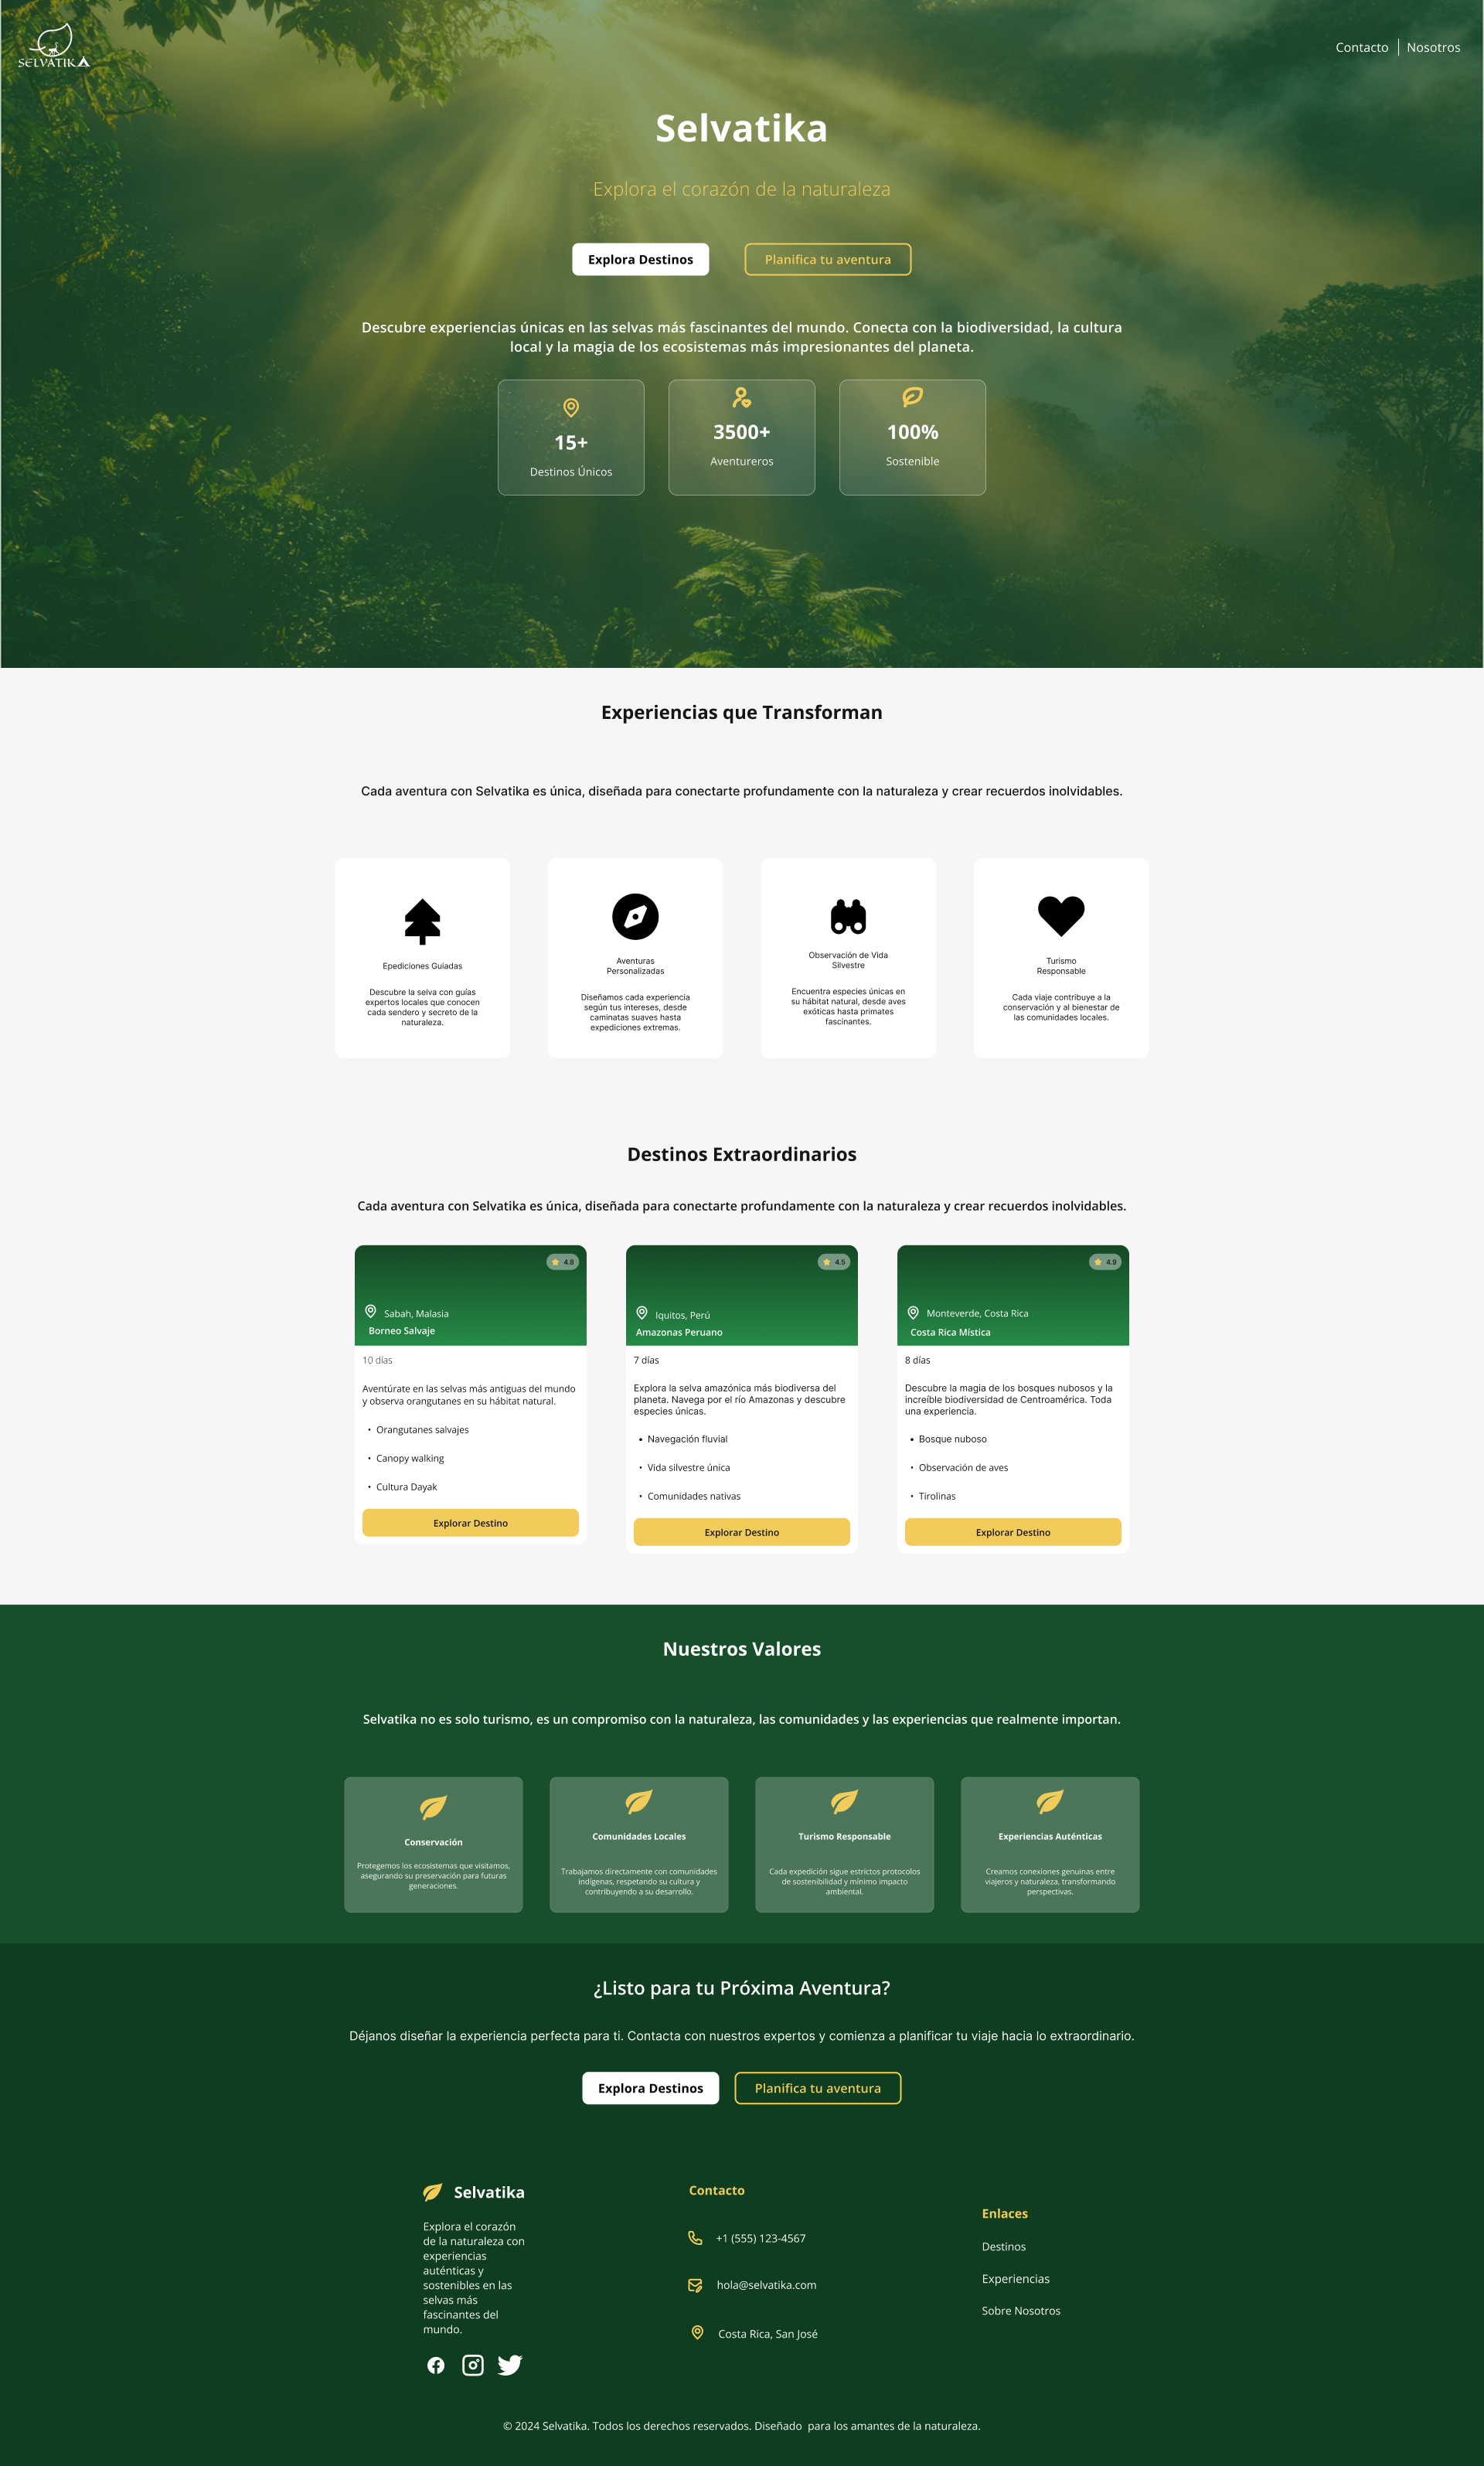 SELVATIKA
Contacto
Nosotros
Selvatika
Explora el corazón de la naturaleza
Explora Destinos
Planifica tu aventura
Descubre experiencias únicas en las selvas más fascinantes del mundo. Conecta con la biodiversidad, la cultura
local y la magia de los ecosistemas más impresionantes del planeta.
15+
Destinos Únicos
3500+
Aventureros
100%
Sostenible
Experiencias que Transforman
Cada aventura con Selvatika es única, diseñada para conectarte profundamente con la naturaleza y crear recuerdos inolvidables.
Epediciones Guiadas
Descubre la selva con guías
expertos locales que conocen
cada sendero y secreto de la
naturaleza.
Aventuras
Personalizadas
Diseñamos cada experiencia
según tus intereses, desde
caminatas suaves hasta
expediciones extremas.
Observación de Vida
Silvestre
Encuentra especies únicas en
su hábitat natural, desde aves
exóticas hasta primates
fascinantes.
Turismo
Responsable
Cada viaje contribuye a la
conservación y al bienestar de
las comunidades locales.
Destinos Extraordinarios
Cada aventura con Selvatika es única, diseñada para conectarte profundamente con la naturaleza y crear recuerdos inolvidables.
4.8
Sabah, Malasia
Borneo Salvaje
10 días
Aventúrate en las selvas más antiguas del mundo
y observa orangutanes en su hábitat natural.
• Orangutanes salvajes
• Canopy walking
• Cultura Dayak
Explorar Destino
4.5
Iquitos, Perú
Amazonas Peruano
7 días
Explora la selva amazónica más biodiversa del
planeta. Navega por el río Amazonas y descubre
especies únicas.
• Navegación fluvial
• Vida silvestre única
• Comunidades nativas
Explorar Destino
4.9
Monteverde, Costa Rica
Costa Rica Mística
8 días
Descubre la magia de los bosques nubosos y la
increíble biodiversidad de Centroamérica. Toda
una experiencia.
• Bosque nuboso
• Observación de aves
• Tirolinas
Explorar Destino
Nuestros Valores
Selvatika no es solo turismo, es un compromiso con la naturaleza, las comunidades y las experiencias que realmente importan.
Conservación
Protegemos los ecosistemas que visitamos,
asegurando su preservación para futuras
generaciones.
Comunidades Locales
Trabajamos directamente con comunidades
indígenas, respetando su cultura y
contribuyendo a su desarrollo.
Turismo Responsable
Cada expedición sigue estrictos protocolos
de sostenibilidad y mínimo impacto
ambiental.
Experiencias Auténticas
Creamos conexiones genuinas entre
viajeros y naturaleza, transformando
perspectivas.
¿Listo para tu Próxima Aventura?
Déjanos diseñar la experiencia perfecta para ti. Contacta con nuestros expertos y comienza a planificar tu viaje hacia lo extraordinario.
Explora Destinos
Planifica tu aventura
Selvatika
Explora el corazón
de la naturaleza con
experiencias
auténticas y
sostenibles en las
selvas más
fascinantes del
mundo.
Contacto
+1 (555) 123-4567
hola@selvatika.com
Costa Rica, San José
Enlaces
Destinos
Experiencias
Sobre Nosotros
© 2024 Selvatika. Todos los derechos reservados. Diseñado  para los amantes de la naturaleza.